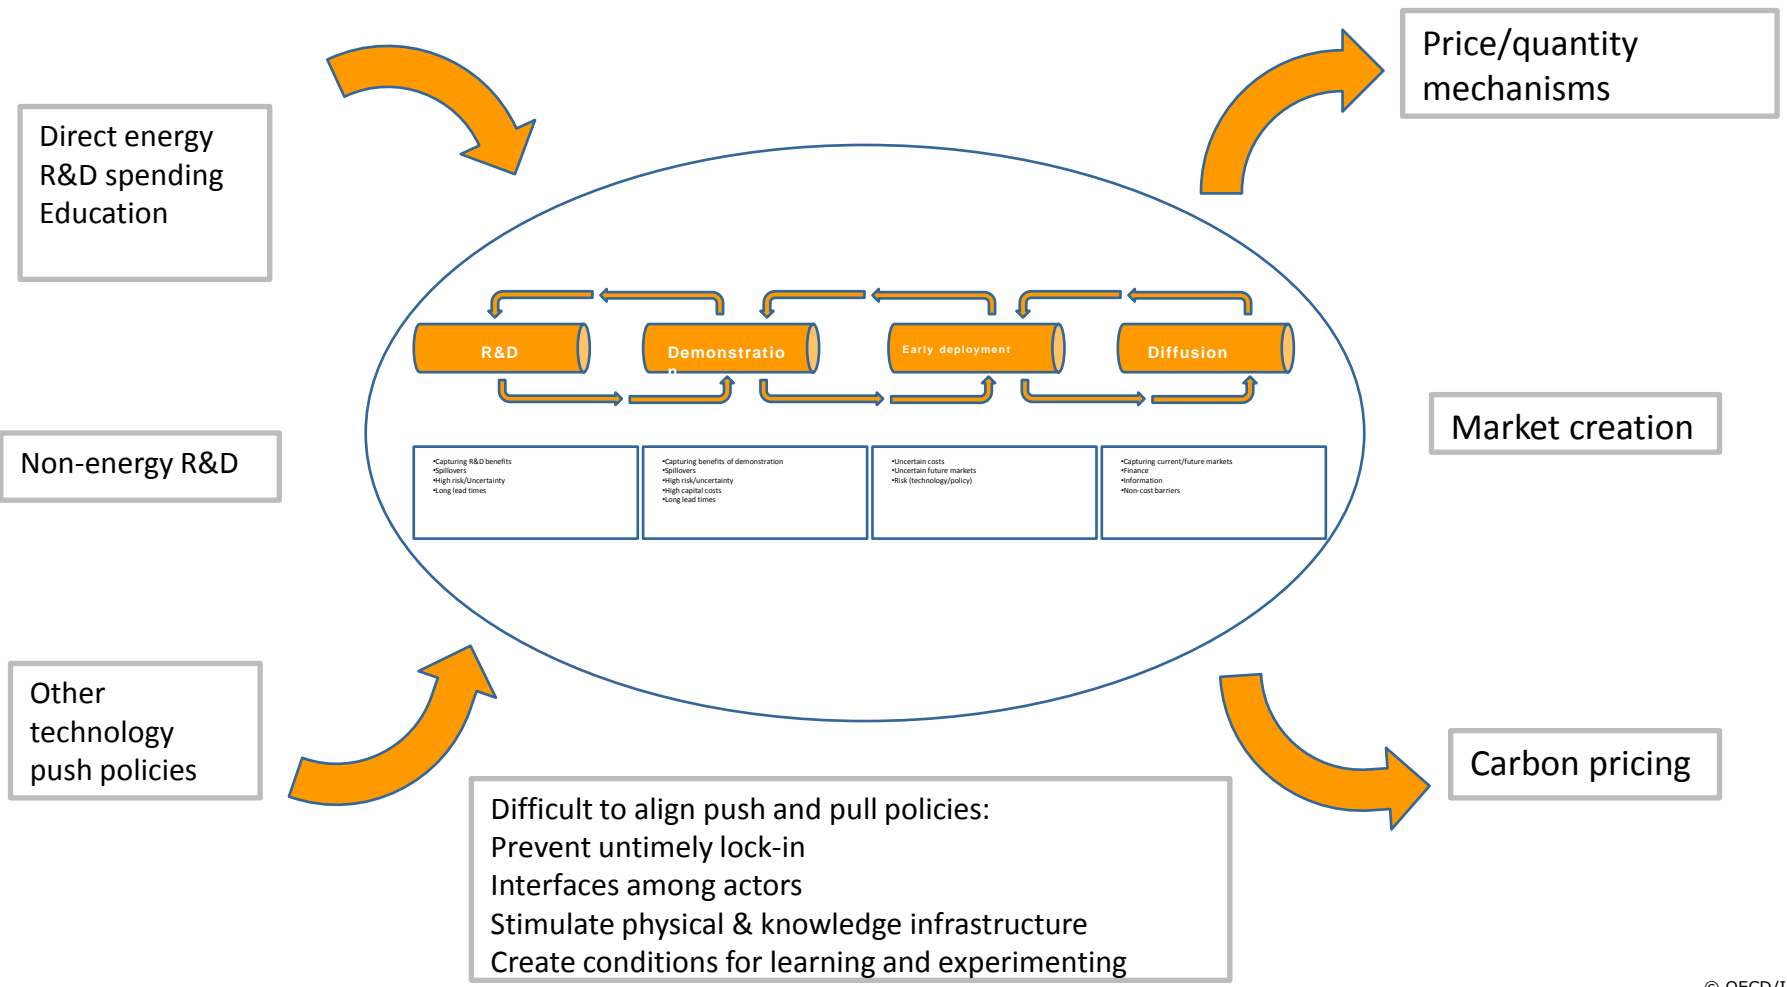 Price/quantity
mechanisms
Direct energy
R&D spending
Education
R&D
Demonstratio
n
Early deployment
Diffusion
Market creation
Non-energy R&D
•Capturing R&D benefits
•Spillovers
•High risk/Uncertainty
•Long lead times
•Capturing benefits of demonstration
•Spillovers
•High risk/uncertainty
•High capital costs
•Long lead times
•Uncertain costs
•Uncertain future markets
•Risk (technology/policy)
•Capturing current/future markets
•Finance
•Information
•Non-cost barriers
Other
technology
push policies
Carbon pricing
Difficult to align push and pull policies:
Prevent untimely lock-in
Interfaces among actors
Stimulate physical & knowledge infrastructure
Create conditions for learning and experimenting
© OECD/I